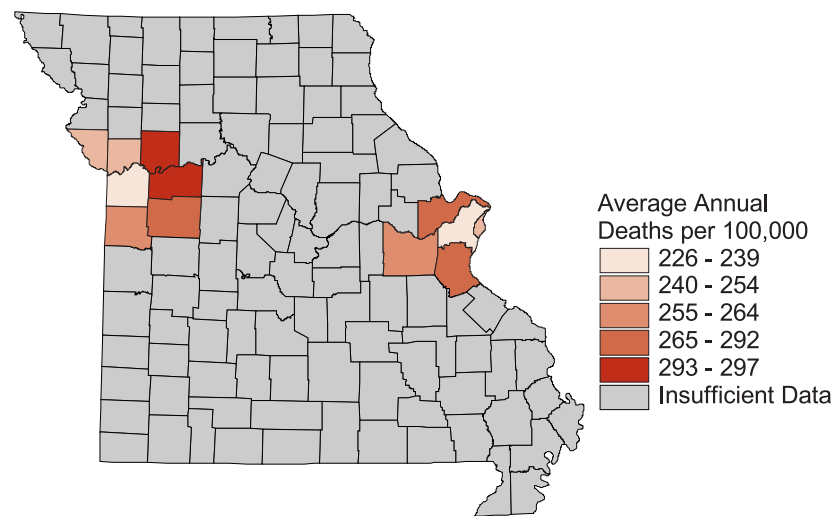 Average Annual
Deaths per 100,000
226 - 239
240 - 254
255 - 264
265 - 292
293 - 297
Insufficient Data